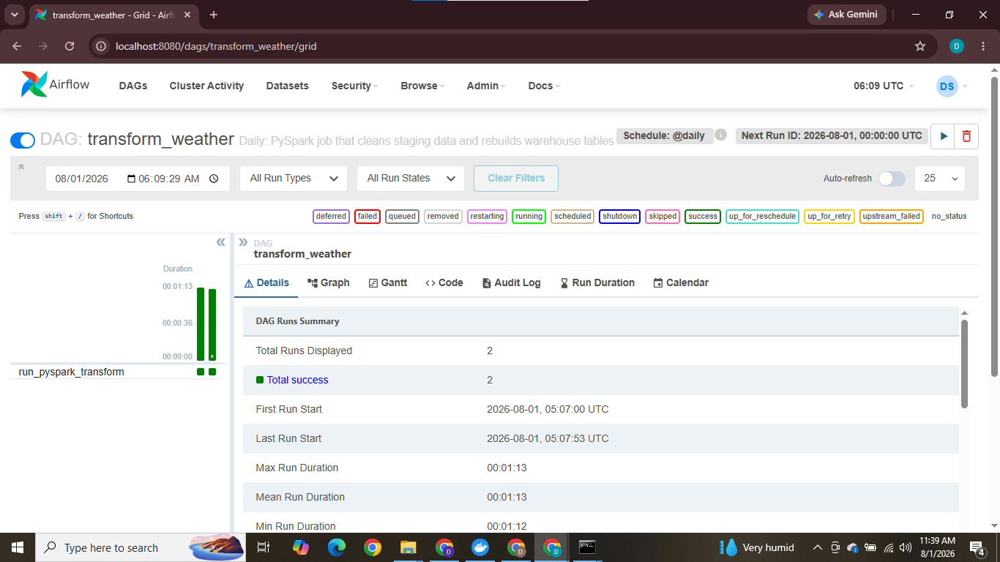 transform_weather - Grid - Airfl
Ask Gemini
localhost:8080/dags/transform_weather/grid
D
Airflow
DAGs
Cluster Activity
Datasets
Security
Browse
Admin
Docs
06:09 UTC
DS
DAG: transform_weather Daily: PySpark job that cleans staging data and rebuilds warehouse tables
Schedule: @daily
Next Run ID: 2026-08-01, 00:00:00 UTC
08/01/2026 06:09:29 AM
All Run Types
All Run States
Clear Filters
Auto-refresh
25
Press shift + / for Shortcuts
deferred
failed
queued
removed
restarting
running
scheduled
shutdown
skipped
success
up_for_reschedule
up_for_retry
upstream_failed
no_status
Duration
00:01:13
00:00:36
00:00:00
run_pyspark_transform
DAG
transform_weather
Details
Graph
Gantt
Code
Audit Log
Run Duration
Calendar
DAG Runs Summary
Total Runs Displayed 2
Total success 2
First Run Start 2026-08-01, 05:07:00 UTC
Last Run Start 2026-08-01, 05:07:53 UTC
Max Run Duration 00:01:13
Mean Run Duration 00:01:13
Min Run Duration 00:01:12
Type here to search
Very humid
11:39 AM
8/1/2026
4